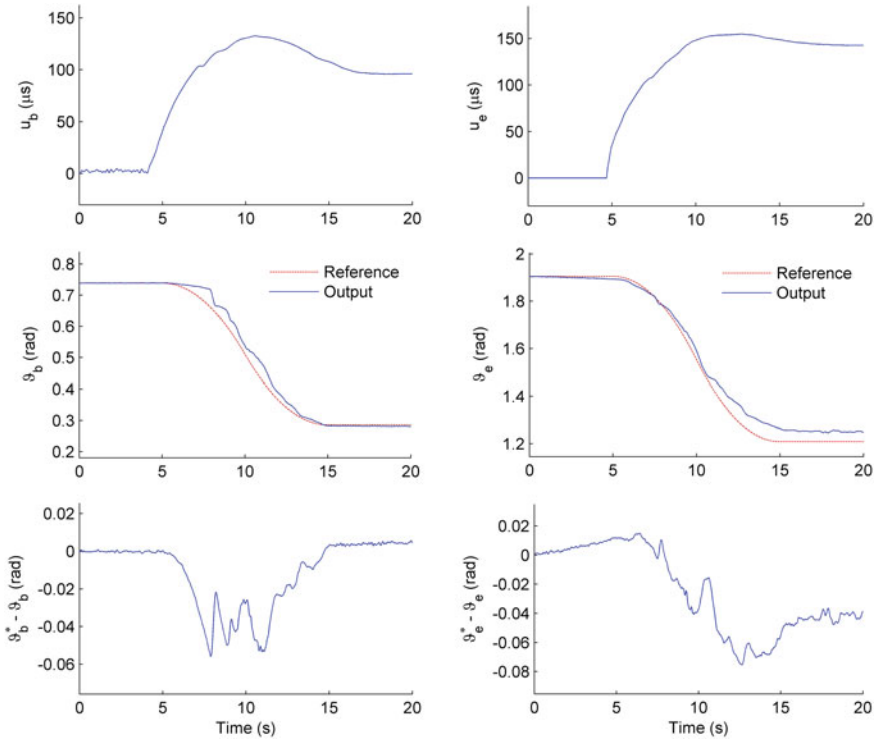 150
100
50
0
u_b (μs)
0 5 10 15 20
150
100
50
0
u_e (μs)
0 5 10 15 20
0.8
0.7
0.6
0.5
0.4
0.3
0.2
ϑ_b (rad)
Reference
Output
0 5 10 15 20
2
1.8
1.6
1.4
1.2
ϑ_e (rad)
Reference
Output
0 5 10 15 20
0.02
0
-0.02
-0.04
-0.06
ϑ*_b - ϑ_b (rad)
0 5 10 15 20
Time (s)
0.02
0
-0.02
-0.04
-0.06
-0.08
ϑ*_e - ϑ_e (rad)
0 5 10 15 20
Time (s)